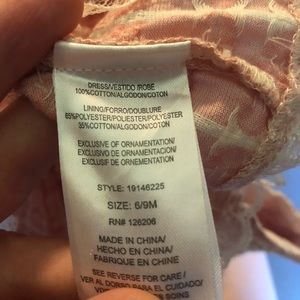 DRESS/VESTIDO /ROBE
100%COTTON/ALGODON/COTON
LINING/FORRO/DOUBLURE
65%POLYESTER/POLIESTER/POLYESTER
35%COTTON/ALGODON/COTON
EXCLUSIVE OF ORNAMENTATION/
EXCLUSIVO DE ORNAMENTACION/
EXCLUSIF DE ORNEMENTATION
STYLE: 19146225
SIZE: 6/9M
RN# 126206
MADE IN CHINA/
HECHO EN CHINA/
FABRIQUE EN CHINE
SEE REVERSE FOR CARE /
VER AL DORSO PARA EL CUIDADO/
SOINS